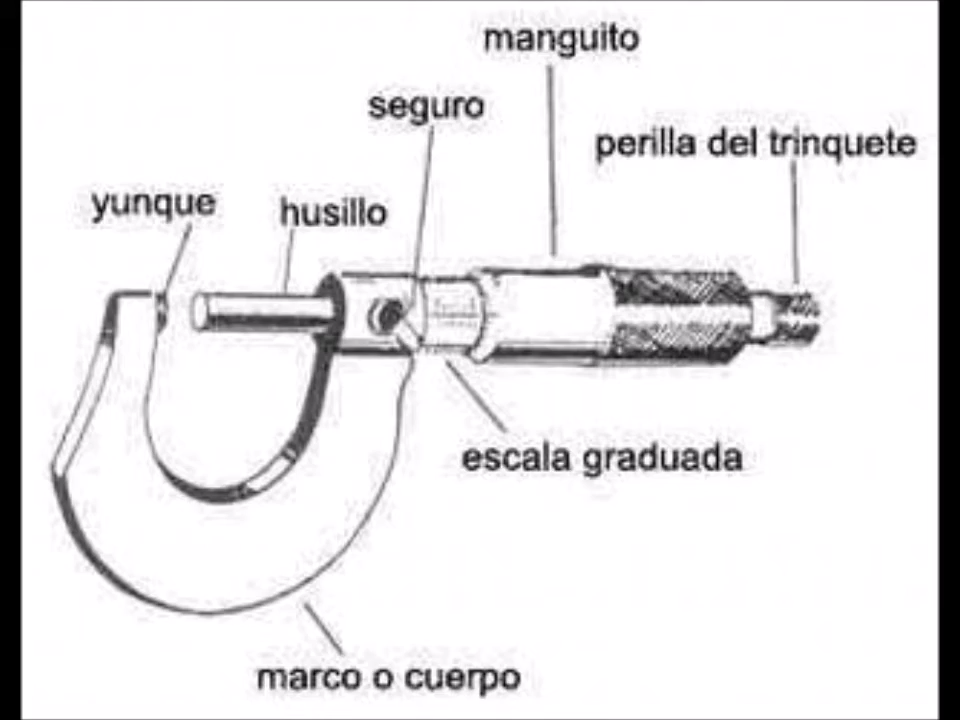 manguito
seguro
perilla del trinquete
yunque
husillo
escala graduada
marco o cuerpo